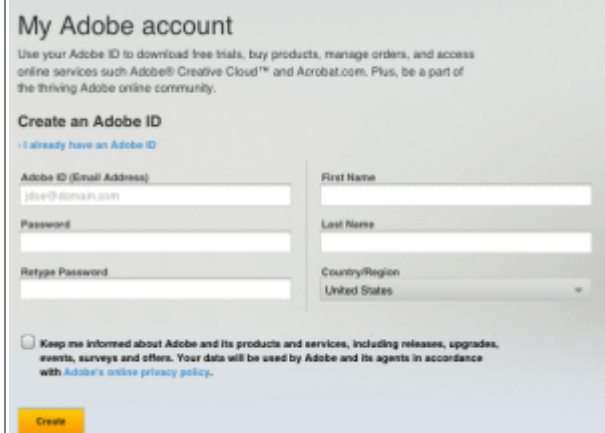 My Adobe account
Use your Adobe ID to download free trials, buy products, manage orders, and access
online services such Adobe® Creative Cloud™ and Acrobat.com. Plus, be a part of
the thriving Adobe online community.
Create an Adobe ID
‹ I already have an Adobe ID
Adobe ID (Email Address)
jdoe@domain.com
Password
Retype Password
First Name
Last Name
Country/Region
United States
Keep me informed about Adobe and its products and services, including releases, upgrades,
events, surveys and offers. Your data will be used by Adobe and its agents in accordance
with Adobe's online privacy policy.
Create